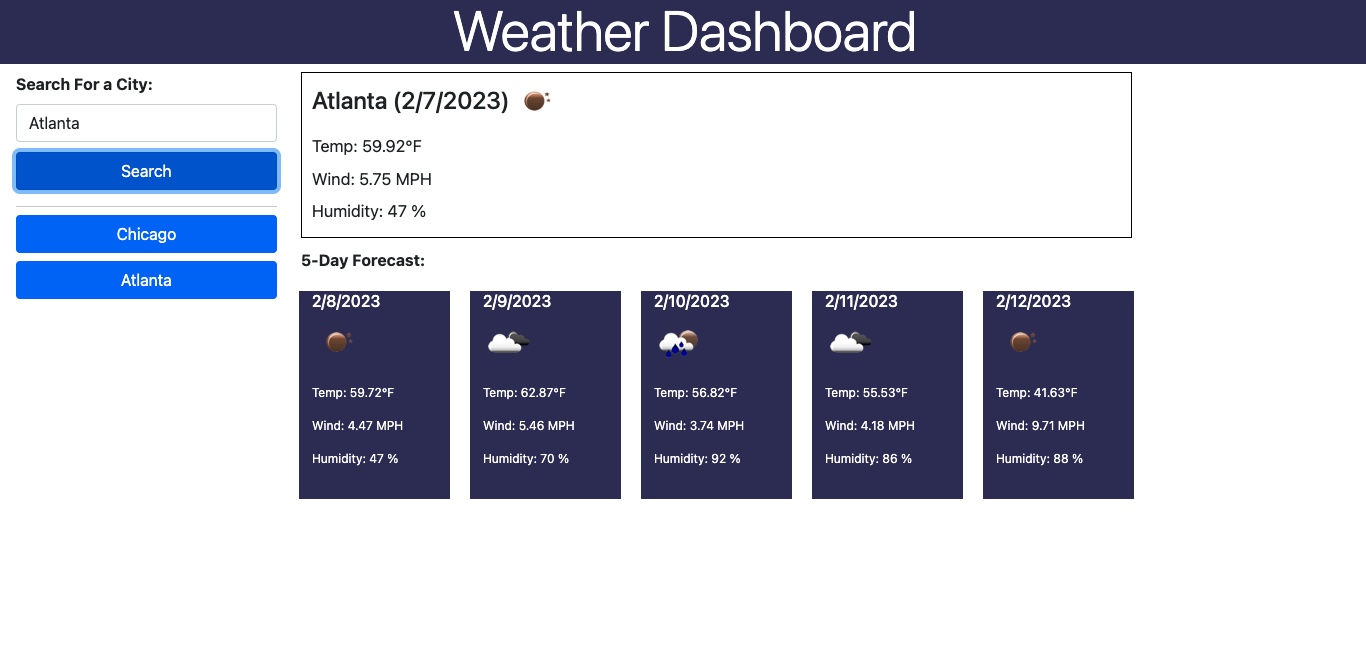 Weather Dashboard
Search For a City:
Atlanta
Search
Chicago
Atlanta
Atlanta (2/7/2023)
Temp: 59.92°F
Wind: 5.75 MPH
Humidity: 47 %
5-Day Forecast:
2/8/2023
Temp: 59.72°F
Wind: 4.47 MPH
Humidity: 47 %
2/9/2023
Temp: 62.87°F
Wind: 5.46 MPH
Humidity: 70 %
2/10/2023
Temp: 56.82°F
Wind: 3.74 MPH
Humidity: 92 %
2/11/2023
Temp: 55.53°F
Wind: 4.18 MPH
Humidity: 86 %
2/12/2023
Temp: 41.63°F
Wind: 9.71 MPH
Humidity: 88 %